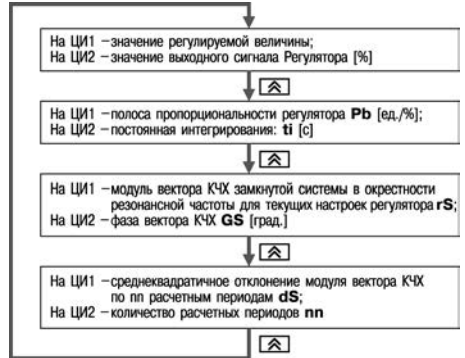 На ЦИ1 – значение регулируемой величины;
На ЦИ2 – значение выходного сигнала Регулятора [%]
На ЦИ1 – полоса пропорциональности регулятора Pb [ед./%];
На ЦИ2 – постоянная интегрирования: ti [с]
На ЦИ1 – модуль вектора КЧХ замкнутой системы в окрестности
резонансной частоты для текущих настроек регулятора rS;
На ЦИ2 – фаза вектора КЧХ GS [град.]
На ЦИ1 – среднеквадратичное отклонение модуля вектора КЧХ
по nn расчетным периодам dS;
На ЦИ2 – количество расчетных периодов nn